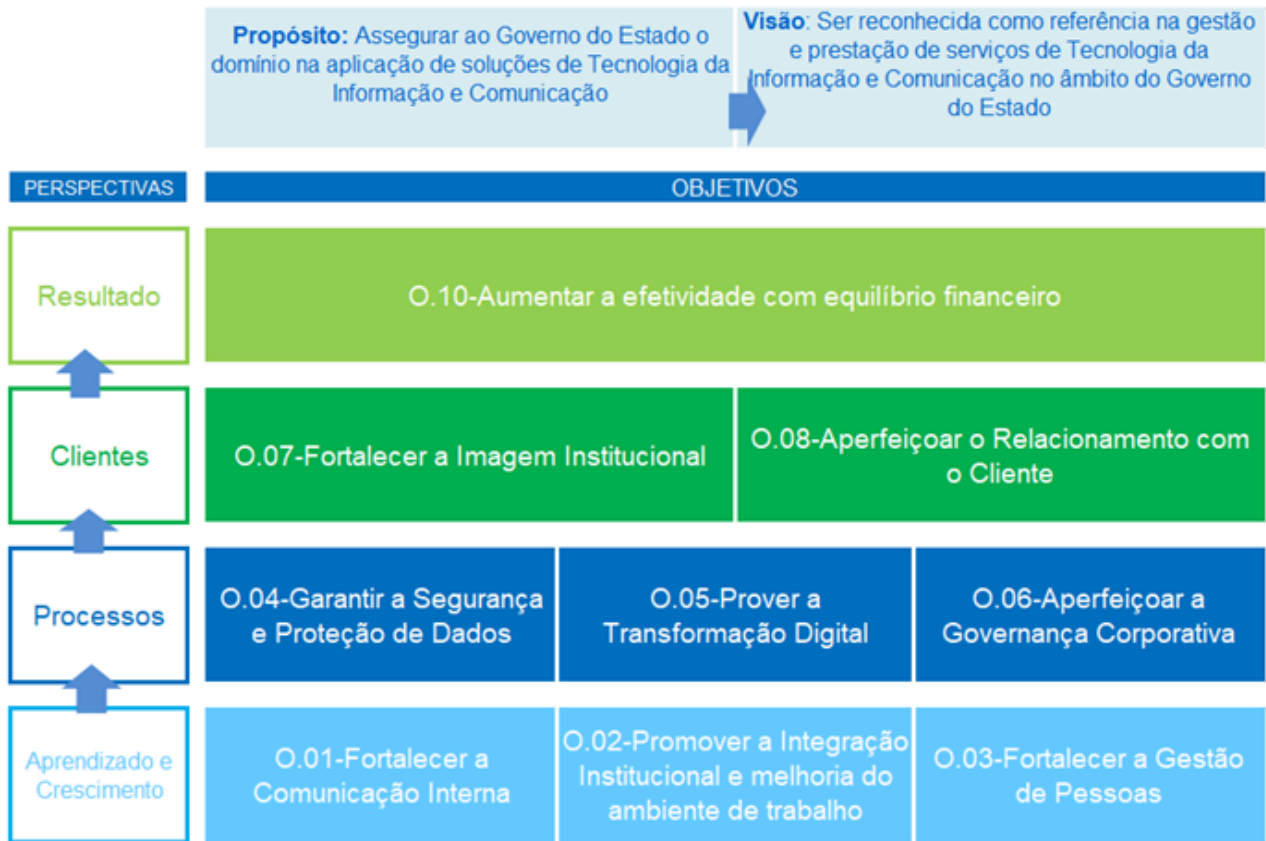 Propósito: Assegurar ao Governo do Estado o
domínio na aplicação de soluções de Tecnologia da
Informação e Comunicação
Visão: Ser reconhecida como referência na gestão
e prestação de serviços de Tecnologia da
Informação e Comunicação no âmbito do Governo
do Estado
PERSPECTIVAS
OBJETIVOS
Resultado
O.10-Aumentar a efetividade com equilíbrio financeiro
Clientes
O.07-Fortalecer a Imagem Institucional
O.08-Aperfeiçoar o Relacionamento com
o Cliente
Processos
O.04-Garantir a Segurança
e Proteção de Dados
O.05-Prover a
Transformação Digital
O.06-Aperfeiçoar a
Governança Corporativa
Aprendizado e
Crescimento
O.01-Fortalecer a
Comunicação Interna
O.02-Promover a Integração
Institucional e melhoria do
ambiente de trabalho
O.03-Fortalecer a Gestão
de Pessoas